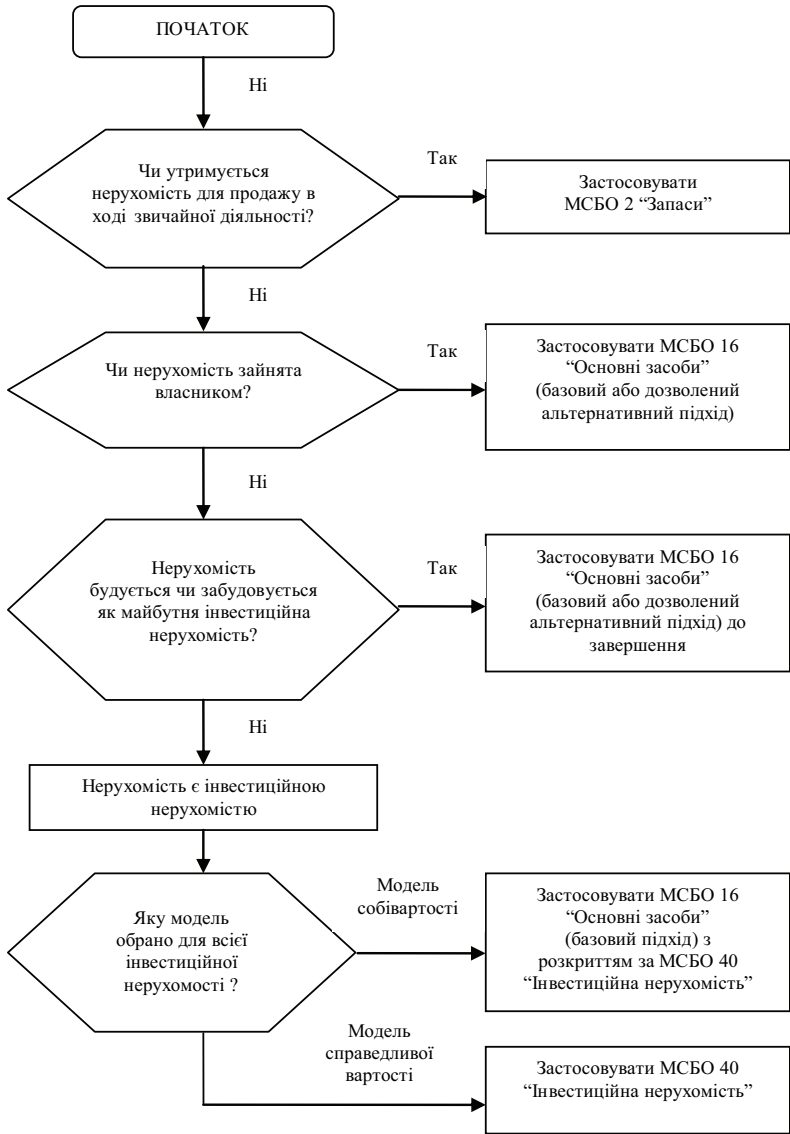 ПОЧАТОК
Ні
Чи утримується
нерухомість для продажу в
ході звичайної діяльності?
Так
Застосовувати
МСБО 2 “Запаси”
Ні
Чи нерухомість зайнята
власником?
Так
Застосовувати МСБО 16
“Основні засоби”
(базовий або дозволений
альтернативний підхід)
Ні
Нерухомість
будується чи забудовується
як майбутня інвестиційна
нерухомість?
Так
Застосовувати МСБО 16
“Основні засоби”
(базовий або дозволений
альтернативний підхід) до
завершення
Ні
Нерухомість є інвестиційною
нерухомістю
Яку модель
обрано для всієї
інвестиційної
нерухомості ?
Модель
собівартості
Застосовувати МСБО 16
“Основні засоби”
(базовий підхід) з
розкриттям за МСБО 40
“Інвестиційна нерухомість”
Модель
справедливої
вартості
Застосовувати МСБО 40
“Інвестиційна нерухомість”